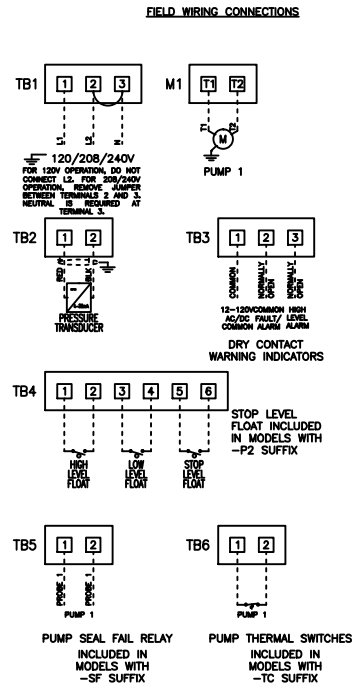 FIELD WIRING CONNECTIONS
TB1
1 2 3
L1 L2 N
120/208/240V
FOR 120V OPERATION, DO NOT
CONNECT L2. FOR 208/240V
OPERATION, REMOVE JUMPER
BETWEEN TERMINALS 2 AND 3.
NEUTRAL IS REQUIRED AT
TERMINAL 3.
M1
T1 T2
T1 T2
M
PUMP 1
TB2
1 2
RED BLK
PRESSURE
TRANSDUCER
TB3
1 2 3
COMMON
NORMALLY
OPEN
NORMALLY
OPEN
12-120V COMMON HIGH
AC/DC FAULT/ LEVEL
COMMON ALARM ALARM
DRY CONTACT
WARNING INDICATORS
TB4
1 2 3 4 5 6
HIGH
LEVEL
FLOAT
LOW
LEVEL
FLOAT
STOP
LEVEL
FLOAT
STOP LEVEL
FLOAT INCLUDED
IN MODELS WITH
-P2 SUFFIX
TB5
1 2
PROBE 1 PROBE 1
PUMP 1
PUMP SEAL FAIL RELAY
INCLUDED IN
MODELS WITH
-SF SUFFIX
TB6
1 2
PUMP 1
PUMP THERMAL SWITCHES
INCLUDED IN
MODELS WITH
-TC SUFFIX